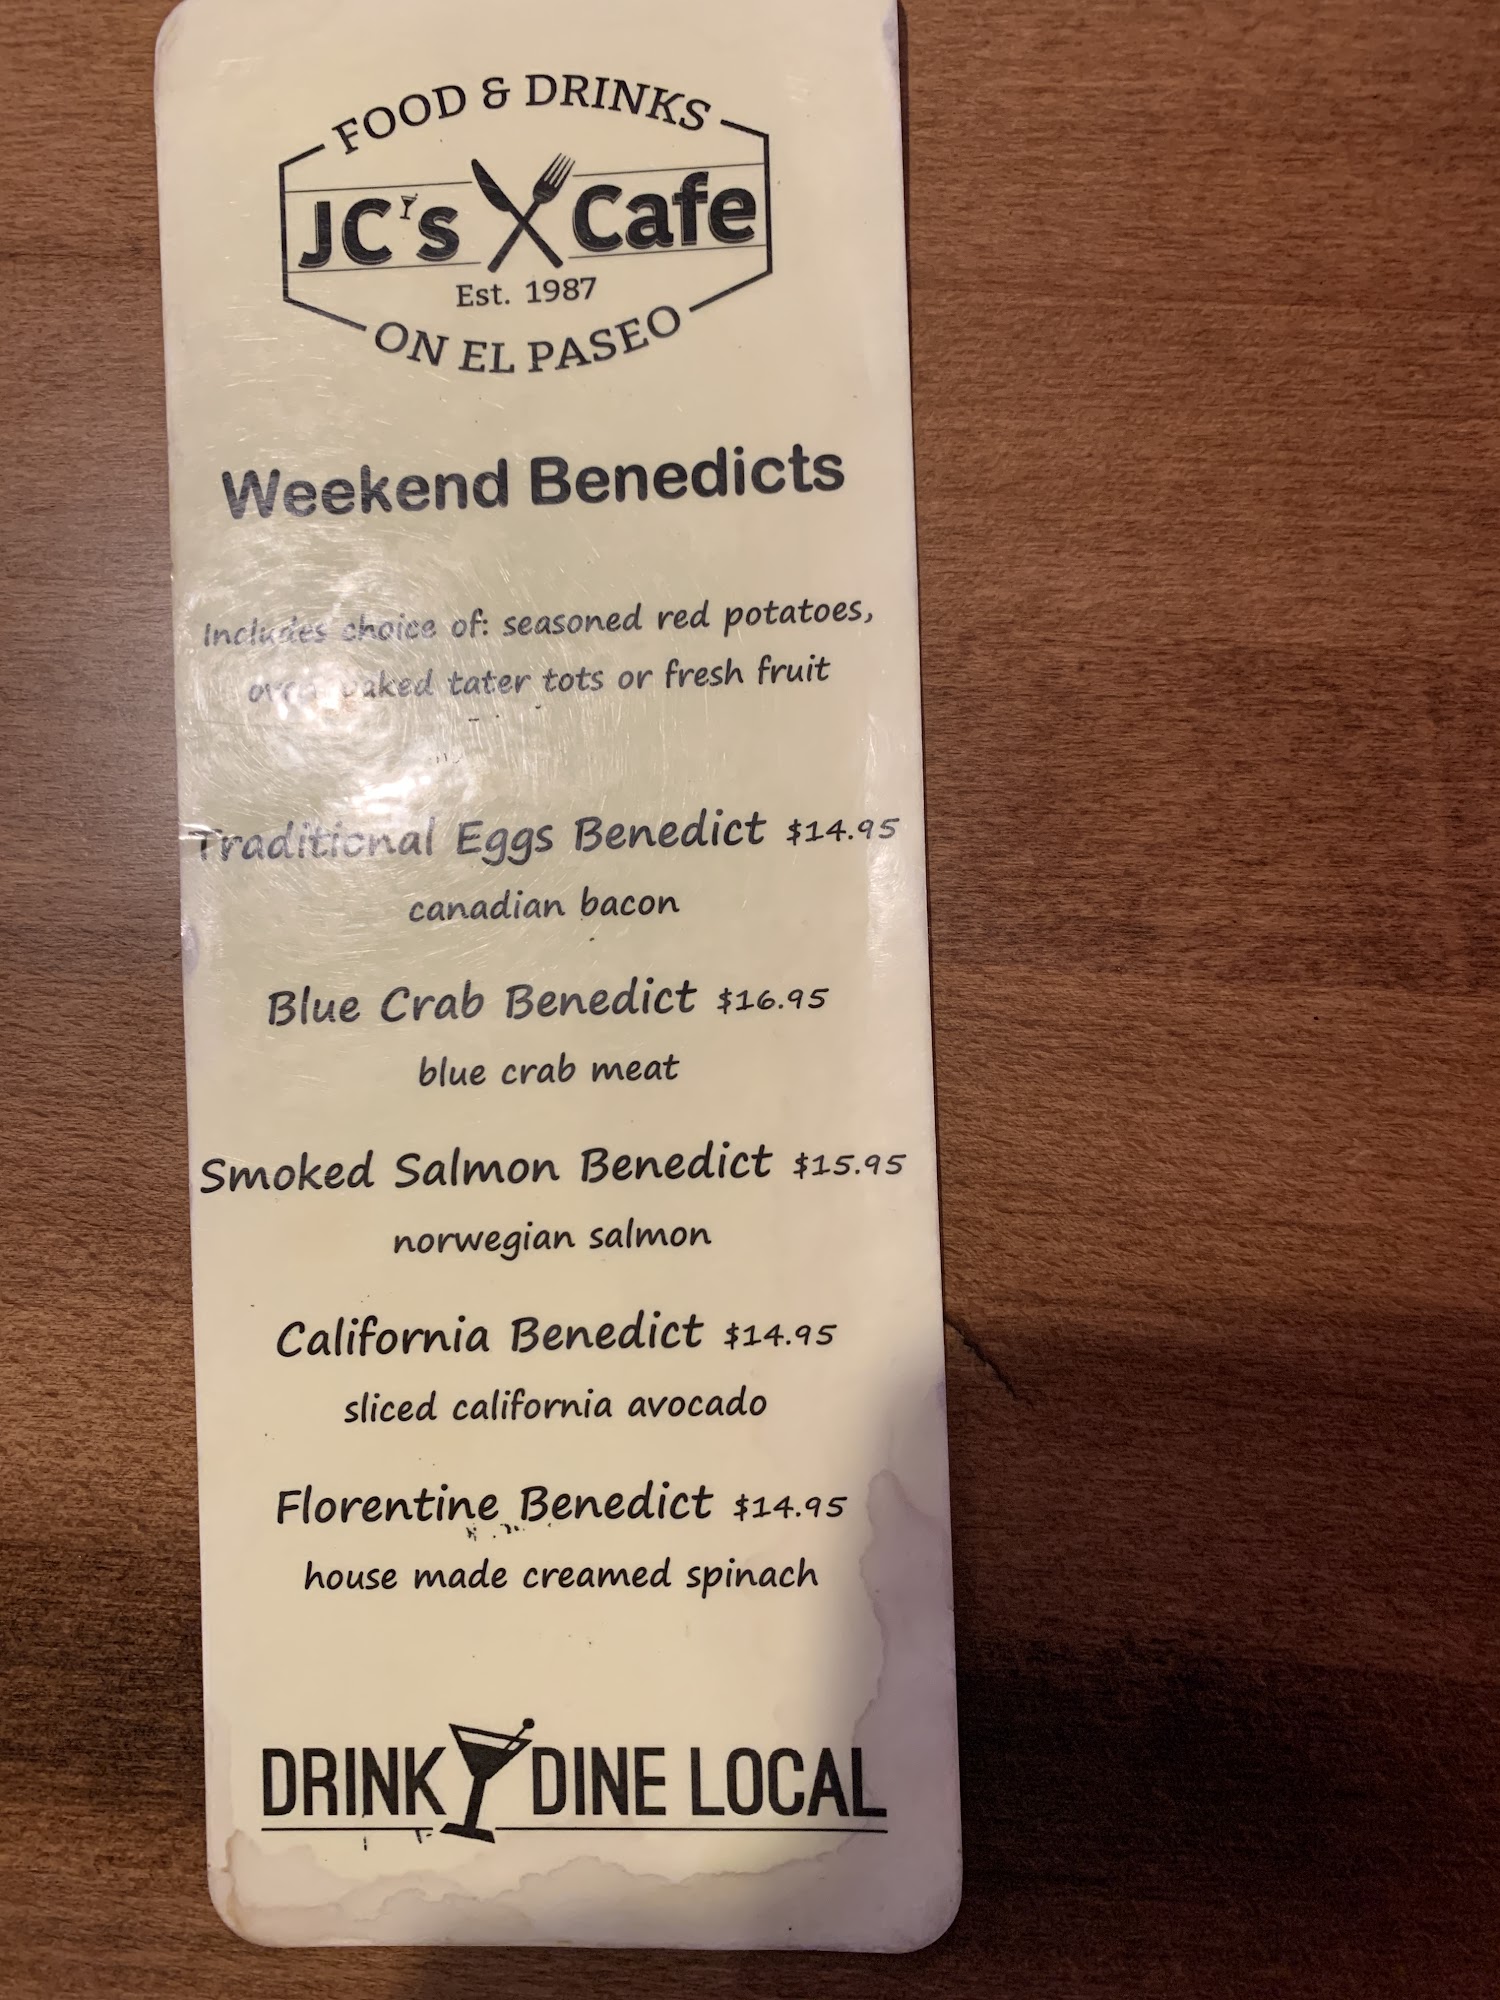 FOOD & DRINKS
JC's Cafe
Est. 1987
ON EL PASEO
Weekend Benedicts
Includes choice of: seasoned red potatoes,
oven baked tater tots or fresh fruit
Traditional Eggs Benedict $14.95
canadian bacon
Blue Crab Benedict $16.95
blue crab meat
Smoked Salmon Benedict $15.95
norwegian salmon
California Benedict $14.95
sliced california avocado
Florentine Benedict $14.95
house made creamed spinach
DRINK DINE LOCAL